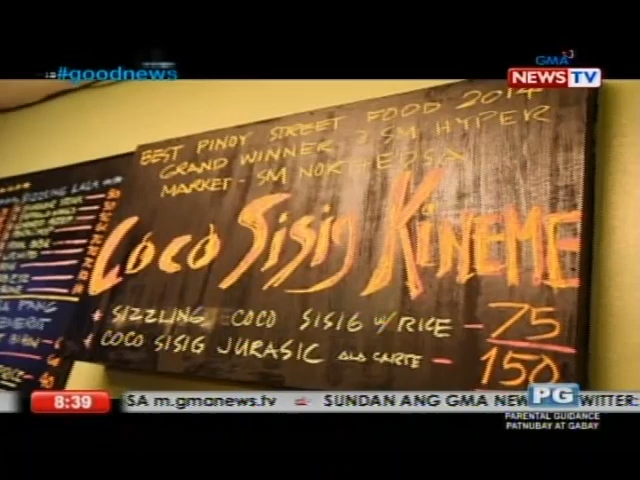 #goodnews
GMA
NEWS TV
BEST PINOY STREET FOOD 2014
GRAND WINNER SM HYPER
MARKET - SM NORTH EDSA
COCO SISIG KINEME
SIZZLING COCO SISIG W/ RICE - 75
COCO SISIG JURASIC ALA CARTE - 150
8:39
SA m.gmanews.tv
SUNDAN ANG GMA NEW
WITTER:
PG
PARENTAL GUIDANCE
PATNUBAY AT GABAY